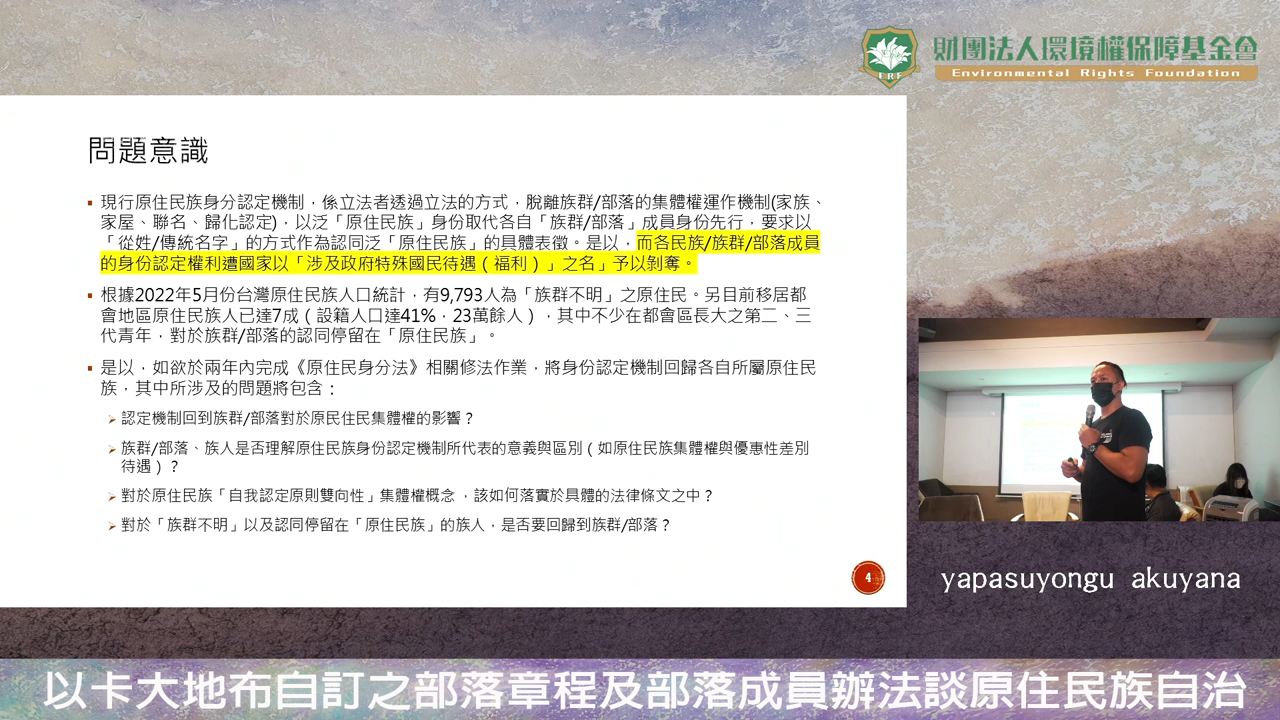 財團法人環境權保障基金會
Environmental Rights Foundation
ERF
問題意識
現行原住民族身分認定機制，係立法者透過立法的方式，脫離族群/部落的集體權運作機制(家族、
家屋、聯名、歸化認定)，以泛「原住民族」身份取代各自「族群/部落」成員身份先行，要求以
「從姓/傳統名字」的方式作為認同泛「原住民族」的具體表徵。是以，而各民族/族群/部落成員
的身份認定權利遭國家以「涉及政府特殊國民待遇（福利）」之名」予以剝奪。
根據2022年5月份台灣原住民族人口統計，有9,793人為「族群不明」之原住民。另目前移居都
會地區原住民族人已達7成（設籍人口達41%，23萬餘人），其中不少在都會區長大之第二、三
代青年，對於族群/部落的認同停留在「原住民族」。
是以，如欲於兩年內完成《原住民身分法》相關修法作業，將身份認定機制回歸各自所屬原住民
族，其中所涉及的問題將包含：
認定機制回到族群/部落對於原民住民集體權的影響？
族群/部落、族人是否理解原住民族身份認定機制所代表的意義與區別（如原住民族集體權與優惠性差別
待遇）？
對於原住民族「自我認定原則雙向性」集體權概念 ，該如何落實於具體的法律條文之中？
對於「族群不明」以及認同停留在「原住民族」的族人，是否要回歸到族群/部落？
4
yapasuyongu akuyana
以卡大地布自訂之部落章程及部落成員辦法談原住民族自治